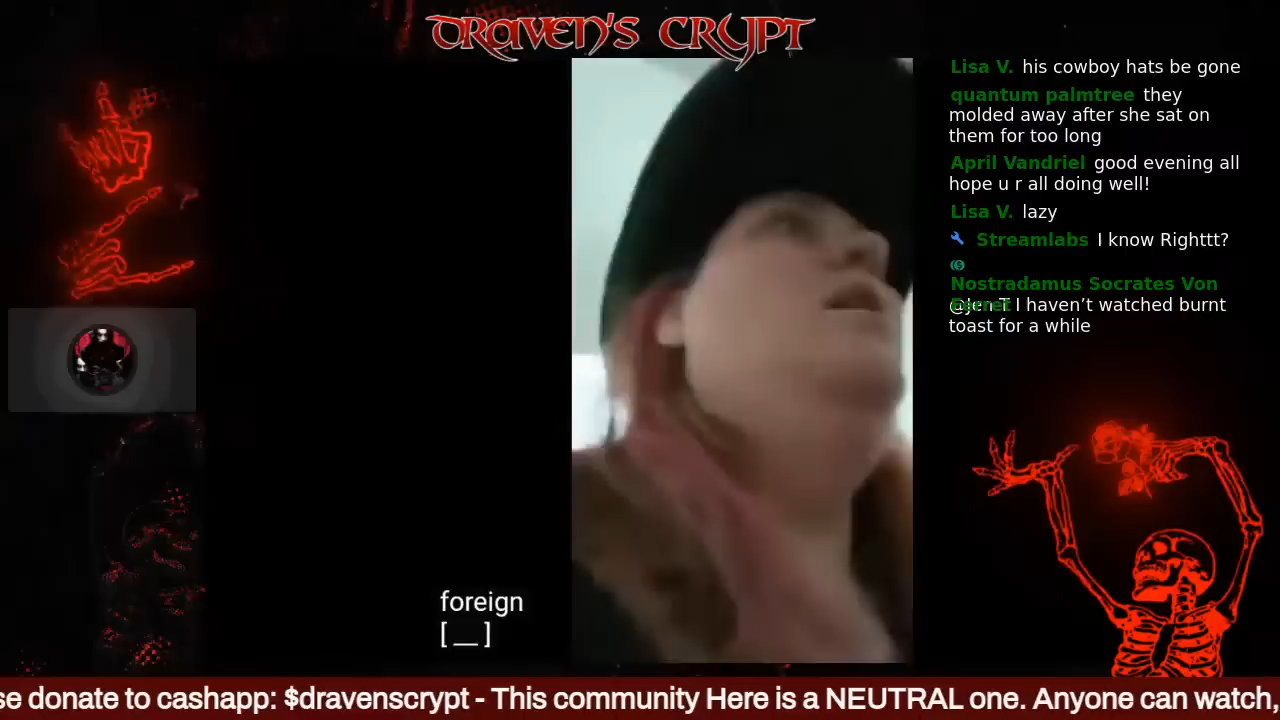 DRAVEN'S CRYPT
Lisa V. his cowboy hats be gone
quantum palmtree they
molded away after she sat on
them for too long
April Vandriel good evening all
hope u r all doing well!
Lisa V. lazy
Streamlabs I know Righttt?
Nostradamus Socrates Von
Ferret
@Jen T I haven’t watched burnt
toast for a while
foreign
[ __ ]
se donate to cashapp: $dravenscrypt - This community Here is a NEUTRAL one. Anyone can watch,